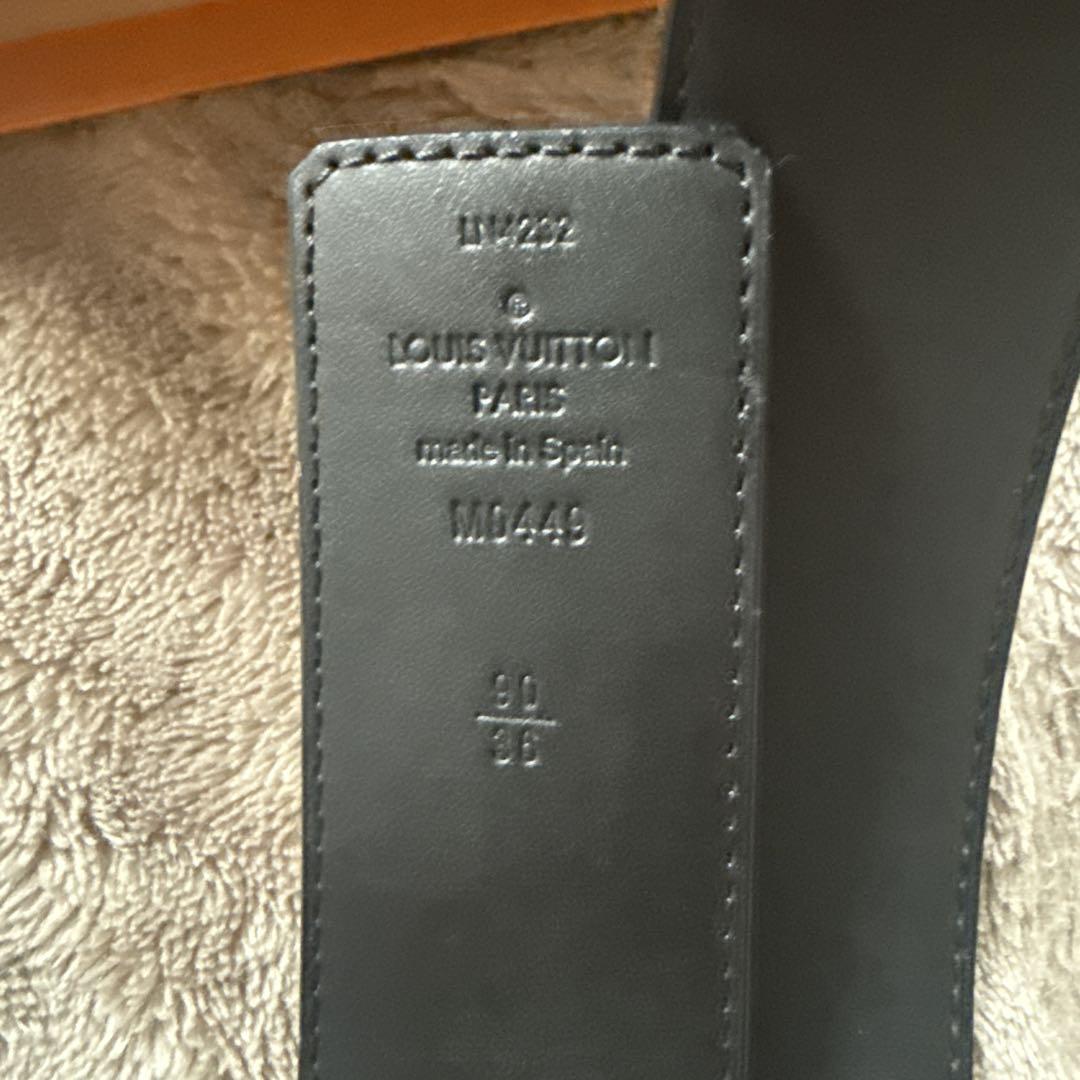 LN4232
®
LOUIS VUITTON
PARIS
made in Spain
M0449
90
36